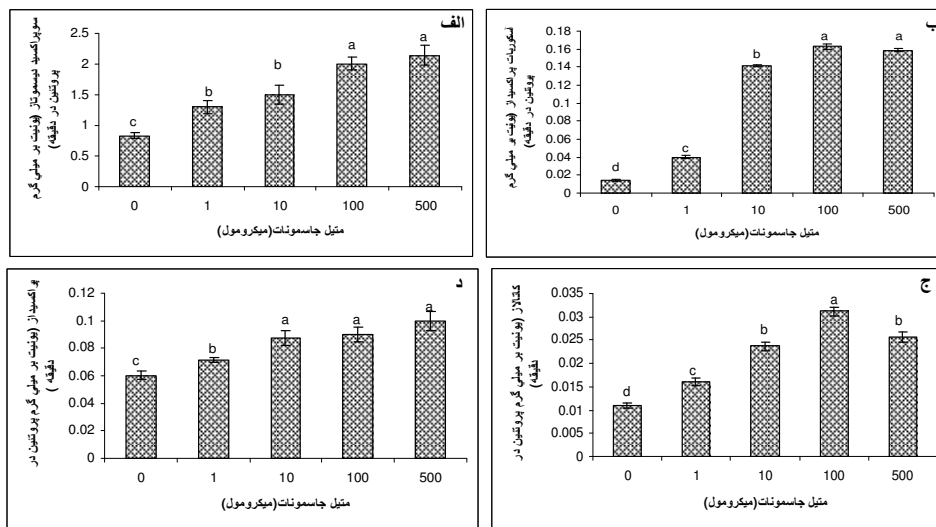 الف
سوپراکسید دیسموتاز (یونیت بر میلی گرم
پروتئین در دقیقه)
2.5
2
1.5
1
0.5
0
c
b
b
a
a
0 1 10 100 500
متیل جاسمونات(میکرومول)
ب
آسکوربات پراکسیداز (یونیت بر میلی گرم
پروتئین در دقیقه)
0.18
0.16
0.14
0.12
0.1
0.08
0.06
0.04
0.02
0
d
c
b
a
a
0 1 10 100 500
متیل جاسمونات(میکرومول)
ج
کاتالاز (یونیت بر میلی گرم پروتئین در
دقیقه)
0.035
0.03
0.025
0.02
0.015
0.01
0.005
0
d
c
b
a
b
0 1 10 100 500
متیل جاسمونات(میکرومول)
د
پراکسیداز (یونیت بر میلی گرم پروتئین در
دقیقه )
0.12
0.1
0.08
0.06
0.04
0.02
0
c
b
a
a
a
0 1 10 100 500
متیل جاسمونات(میکرومول)